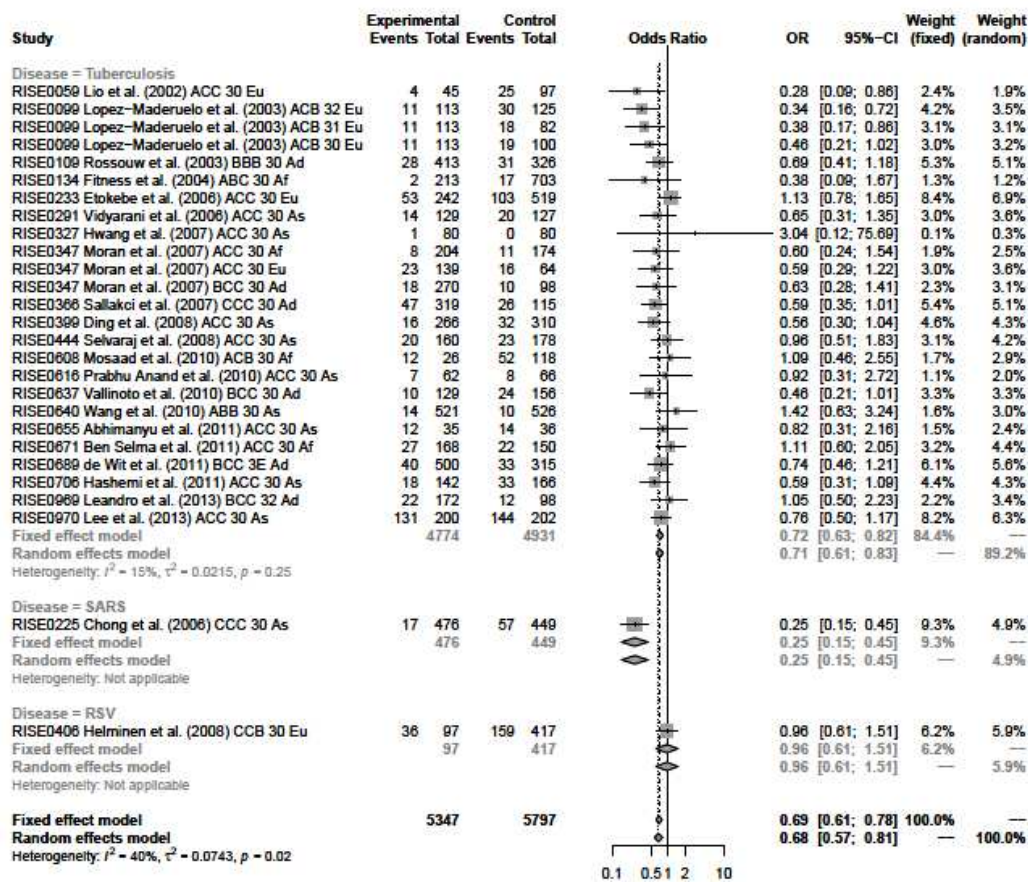 Experimental Control Weight Weight
Study Events Total Events Total Odds Ratio OR 95%-CI (fixed) (random)
Disease = Tuberculosis
RISE0059 Lio et al. (2002) ACC 30 Eu 4 45 25 97 0.28 [0.09; 0.86] 2.4% 1.9%
RISE0099 Lopez-Maderuelo et al. (2003) ACB 32 Eu 11 113 30 125 0.34 [0.16; 0.72] 4.2% 3.5%
RISE0099 Lopez-Maderuelo et al. (2003) ACB 31 Eu 11 113 18 82 0.38 [0.17; 0.86] 3.1% 3.1%
RISE0099 Lopez-Maderuelo et al. (2003) ACB 30 Eu 11 113 19 100 0.46 [0.21; 1.02] 3.0% 3.2%
RISE0109 Rossouw et al. (2003) BBB 30 Ad 28 413 31 326 0.69 [0.41; 1.18] 5.3% 5.1%
RISE0134 Fitness et al. (2004) ABC 30 Af 2 213 17 703 0.38 [0.09; 1.67] 1.3% 1.2%
RISE0233 Etokebe et al. (2006) ACC 30 Eu 53 242 103 519 1.13 [0.78; 1.65] 8.4% 6.9%
RISE0291 Vidyarani et al. (2006) ACC 30 As 14 129 20 127 0.65 [0.31; 1.35] 3.0% 3.6%
RISE0327 Hwang et al. (2007) ACC 30 As 1 80 0 80 3.04 [0.12; 75.69] 0.1% 0.3%
RISE0347 Moran et al. (2007) ACC 30 Af 8 204 11 174 0.60 [0.24; 1.54] 1.9% 2.5%
RISE0347 Moran et al. (2007) ACC 30 Eu 23 139 16 64 0.59 [0.29; 1.22] 3.0% 3.6%
RISE0347 Moran et al. (2007) BCC 30 Ad 18 270 10 98 0.63 [0.28; 1.41] 2.3% 3.1%
RISE0366 Sallakci et al. (2007) CCC 30 Ad 47 319 26 115 0.59 [0.35; 1.01] 5.4% 5.1%
RISE0399 Ding et al. (2008) ACC 30 As 16 266 32 310 0.56 [0.30; 1.04] 4.6% 4.3%
RISE0444 Selvaraj et al. (2008) ACC 30 As 20 160 23 178 0.96 [0.51; 1.83] 3.1% 4.2%
RISE0608 Mosaad et al. (2010) ACB 30 Af 12 26 52 118 1.09 [0.46; 2.55] 1.7% 2.9%
RISE0616 Prabhu Anand et al. (2010) ACC 30 As 7 62 8 66 0.92 [0.31; 2.72] 1.1% 2.0%
RISE0637 Vallinoto et al. (2010) BCC 30 Ad 10 129 24 156 0.46 [0.21; 1.01] 3.3% 3.3%
RISE0640 Wang et al. (2010) ABB 30 As 14 521 10 526 1.42 [0.63; 3.24] 1.6% 3.0%
RISE0655 Abhimanyu et al. (2011) ACC 30 As 12 35 14 36 0.82 [0.31; 2.16] 1.5% 2.4%
RISE0671 Ben Selma et al. (2011) ACC 30 Af 27 168 22 150 1.11 [0.60; 2.05] 3.2% 4.4%
RISE0689 de Wit et al. (2011) BCC 3E Ad 40 500 33 315 0.74 [0.46; 1.21] 6.1% 5.6%
RISE0706 Hashemi et al. (2011) ACC 30 As 18 142 33 166 0.59 [0.31; 1.09] 4.4% 4.3%
RISE0969 Leandro et al. (2013) BCC 32 Ad 22 172 12 98 1.05 [0.50; 2.23] 2.2% 3.4%
RISE0970 Lee et al. (2013) ACC 30 As 131 200 144 202 0.76 [0.50; 1.17] 8.2% 6.3%
Fixed effect model 4774 4931 0.72 [0.63; 0.82] 84.4% —
Random effects model 0.71 [0.61; 0.83] — 89.2%
Heterogeneity: I² = 15%, τ² = 0.0215, p = 0.25
Disease = SARS
RISE0225 Chong et al. (2006) CCC 30 As 17 476 57 449 0.25 [0.15; 0.45] 9.3% 4.9%
Fixed effect model 476 449 0.25 [0.15; 0.45] 9.3% —
Random effects model 0.25 [0.15; 0.45] — 4.9%
Heterogeneity: Not applicable
Disease = RSV
RISE0406 Helminen et al. (2008) CCB 30 Eu 36 97 159 417 0.96 [0.61; 1.51] 6.2% 5.9%
Fixed effect model 97 417 0.96 [0.61; 1.51] 6.2% —
Random effects model 0.96 [0.61; 1.51] — 5.9%
Heterogeneity: Not applicable
Fixed effect model 5347 5797 0.69 [0.61; 0.78] 100.0% —
Random effects model 0.68 [0.57; 0.81] — 100.0%
Heterogeneity: I² = 40%, τ² = 0.0743, p = 0.02
0.1 0.5 1 2 10